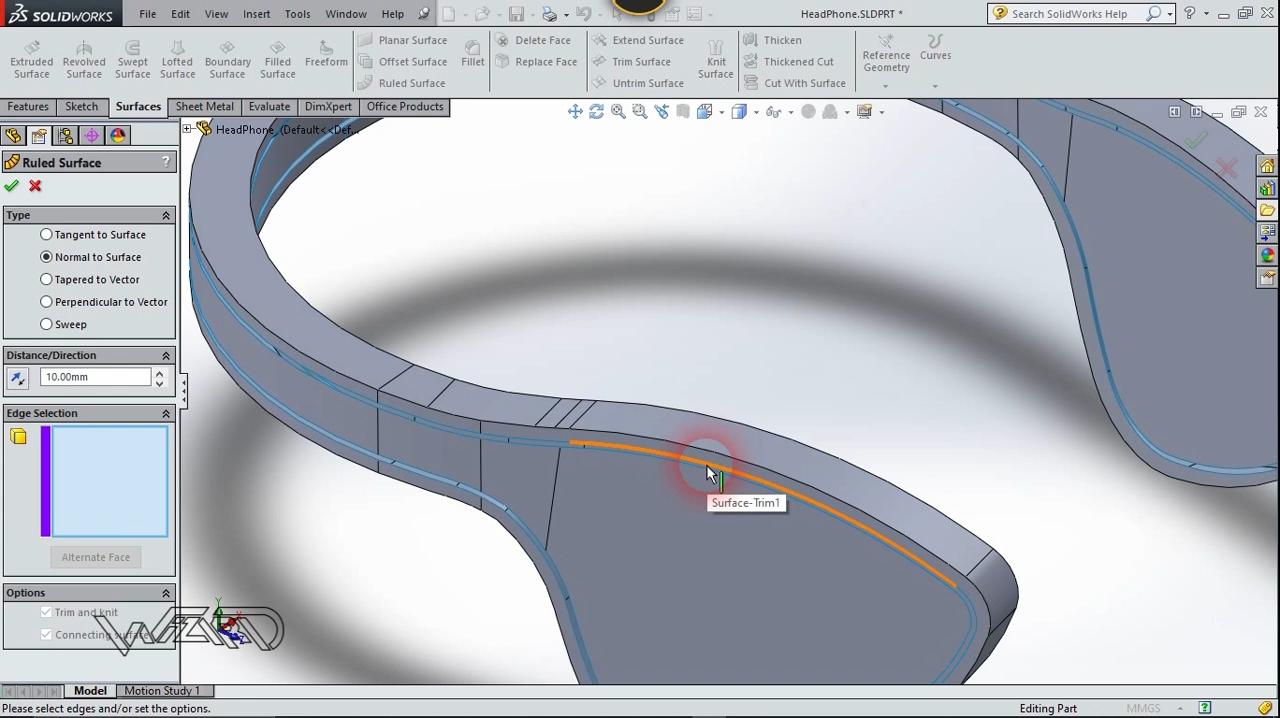 SOLIDWORKS File Edit View Insert Tools Window Help HeadPhone.SLDPRT * Search SolidWorks Help
Extruded Surface Revolved Surface Swept Surface Lofted Surface Boundary Surface Filled Surface Freeform Planar Surface Offset Surface Ruled Surface Fillet Delete Face Replace Face Extend Surface Trim Surface Untrim Surface Knit Surface Thicken Thickened Cut Cut With Surface Reference Geometry Curves
Features Sketch Surfaces Sheet Metal Evaluate DimXpert Office Products
HeadPhone (Default<<Def...
Ruled Surface ?
Type
Tangent to Surface
Normal to Surface
Tapered to Vector
Perpendicular to Vector
Sweep
Distance/Direction
10.00mm
Edge Selection
Surface-Trim1
Alternate Face
Options
Trim and knit
Connecting surface
WIZARD
Y
X
Z
Model Motion Study 1
Please select edges and/or set the options. Editing Part MMGS